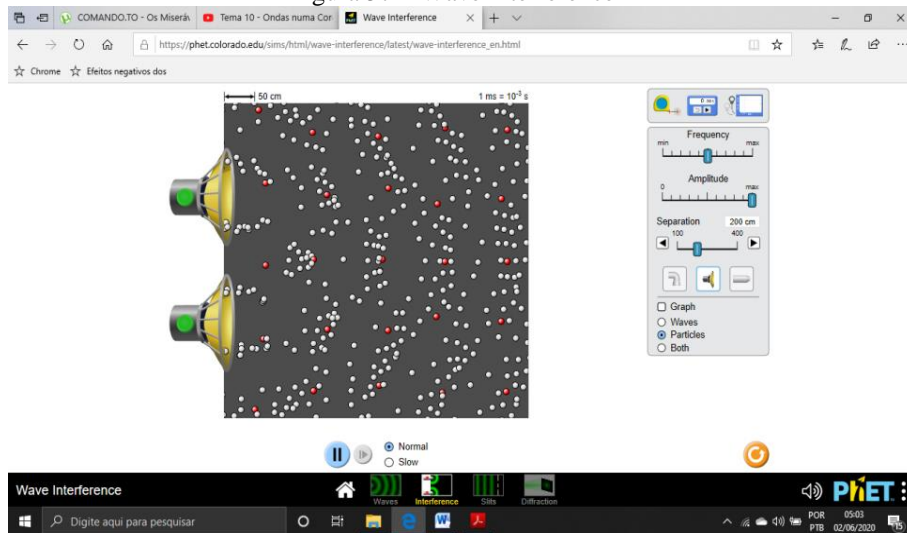 COMANDO.TO - Os Miserá
Tema 10 - Ondas numa Cor
Wave Interference
https://phet.colorado.edu/sims/html/wave-interference/latest/wave-interference_en.html
Chrome
Efeitos negativos dos
50 cm
1 ms = 10⁻³ s
Frequency
min
max
Amplitude
0
max
Separation
200 cm
100
400
Graph
Waves
Particles
Both
Normal
Slow
Wave Interference
Waves
Interference
Slits
Diffraction
PhET
Digite aqui para pesquisar
POR
PTB
05:03
02/06/2020
15